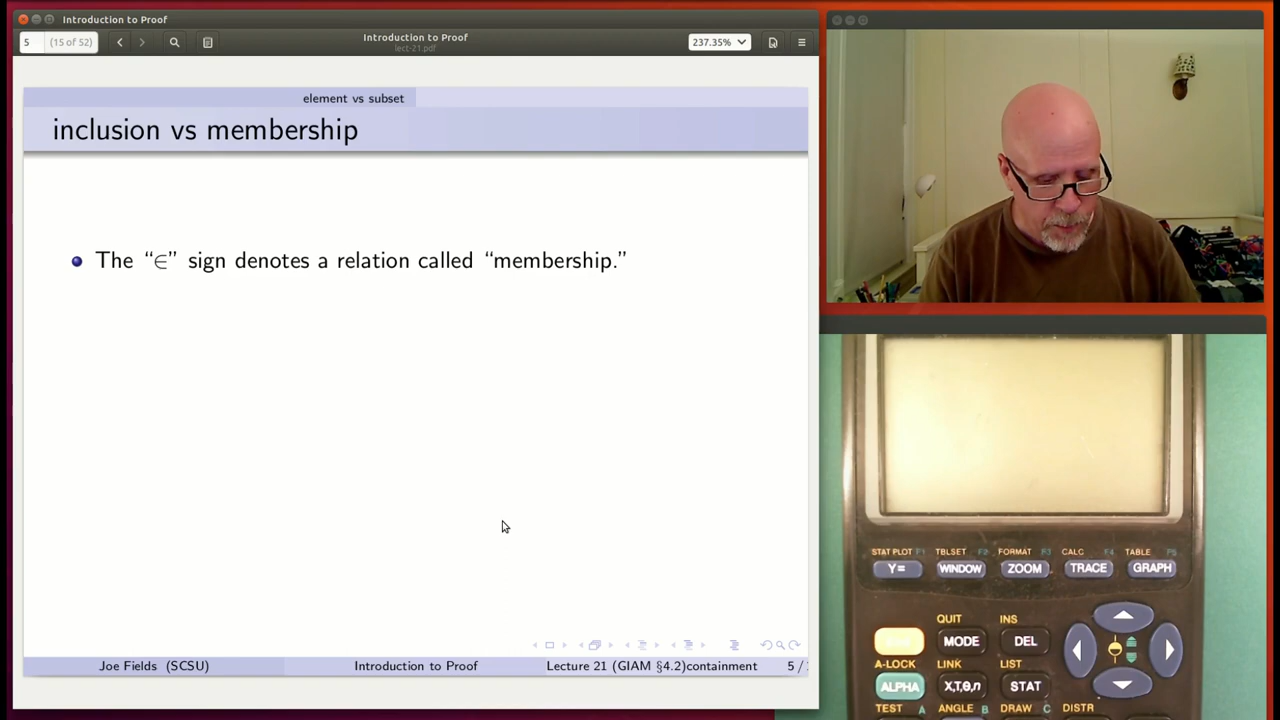 Introduction to Proof
5 (15 of 52)
Introduction to Proof
lect-21.pdf
237.35%
element vs subset
inclusion vs membership
The “∈” sign denotes a relation called “membership.”
Joe Fields (SCSU) Introduction to Proof Lecture 21 (GIAM §4.2)containment 5 /
STAT PLOT F1 TBLSET F2 FORMAT F3 CALC F4 TABLE F5
Y= WINDOW ZOOM TRACE GRAPH
QUIT INS
MODE DEL
A-LOCK LINK LIST
ALPHA X,T,θ,n STAT
TEST A ANGLE B DRAW C DISTR